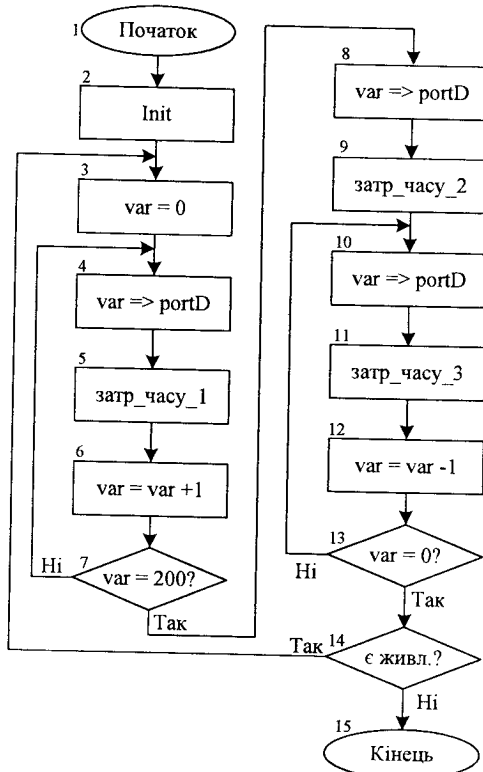 1
Початок
2
Init
3
var = 0
4
var => portD
5
затр_часу_1
6
var = var +1
7
var = 200?
Ні
Так
8
var => portD
9
затр_часу_2
10
var => portD
11
затр_часу_3
12
var = var -1
13
var = 0?
Ні
Так
14
є живл.?
Так
Ні
15
Кінець